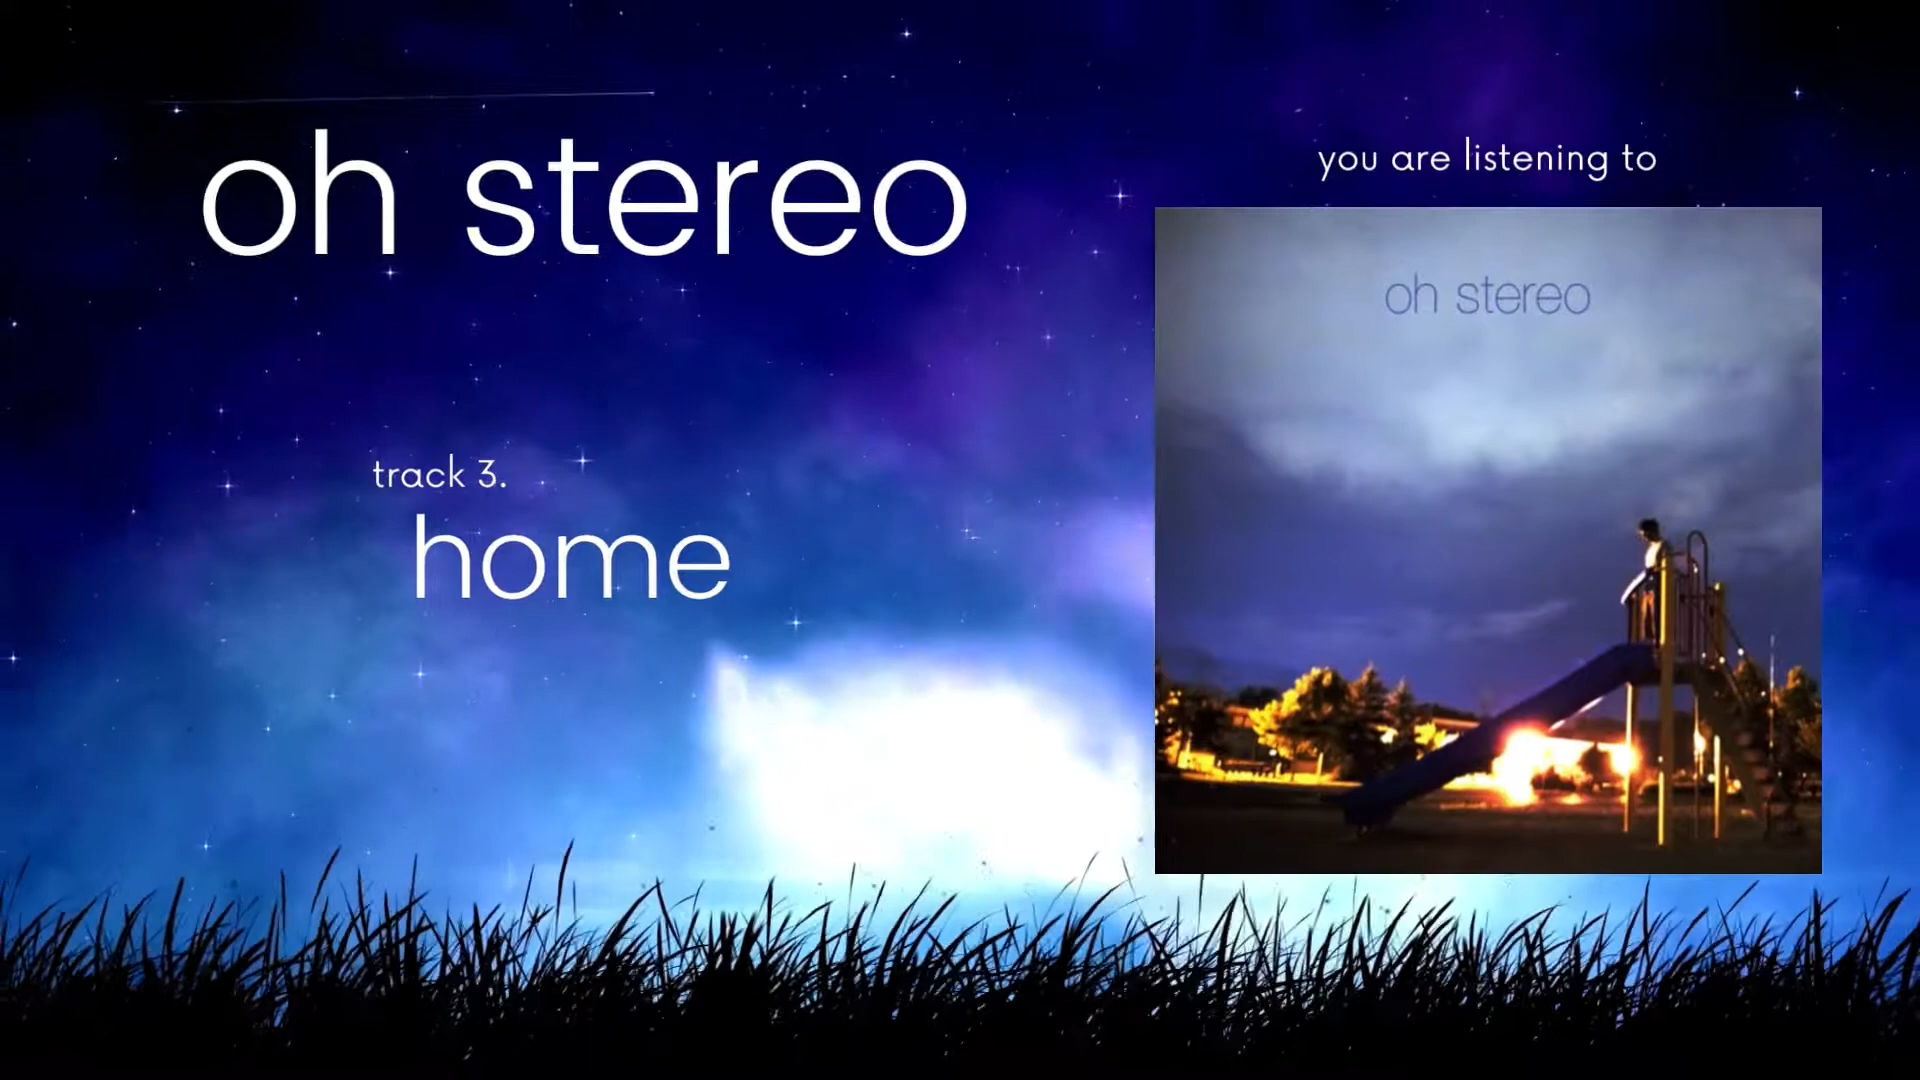 oh stereo
track 3.
home
you are listening to
oh stereo